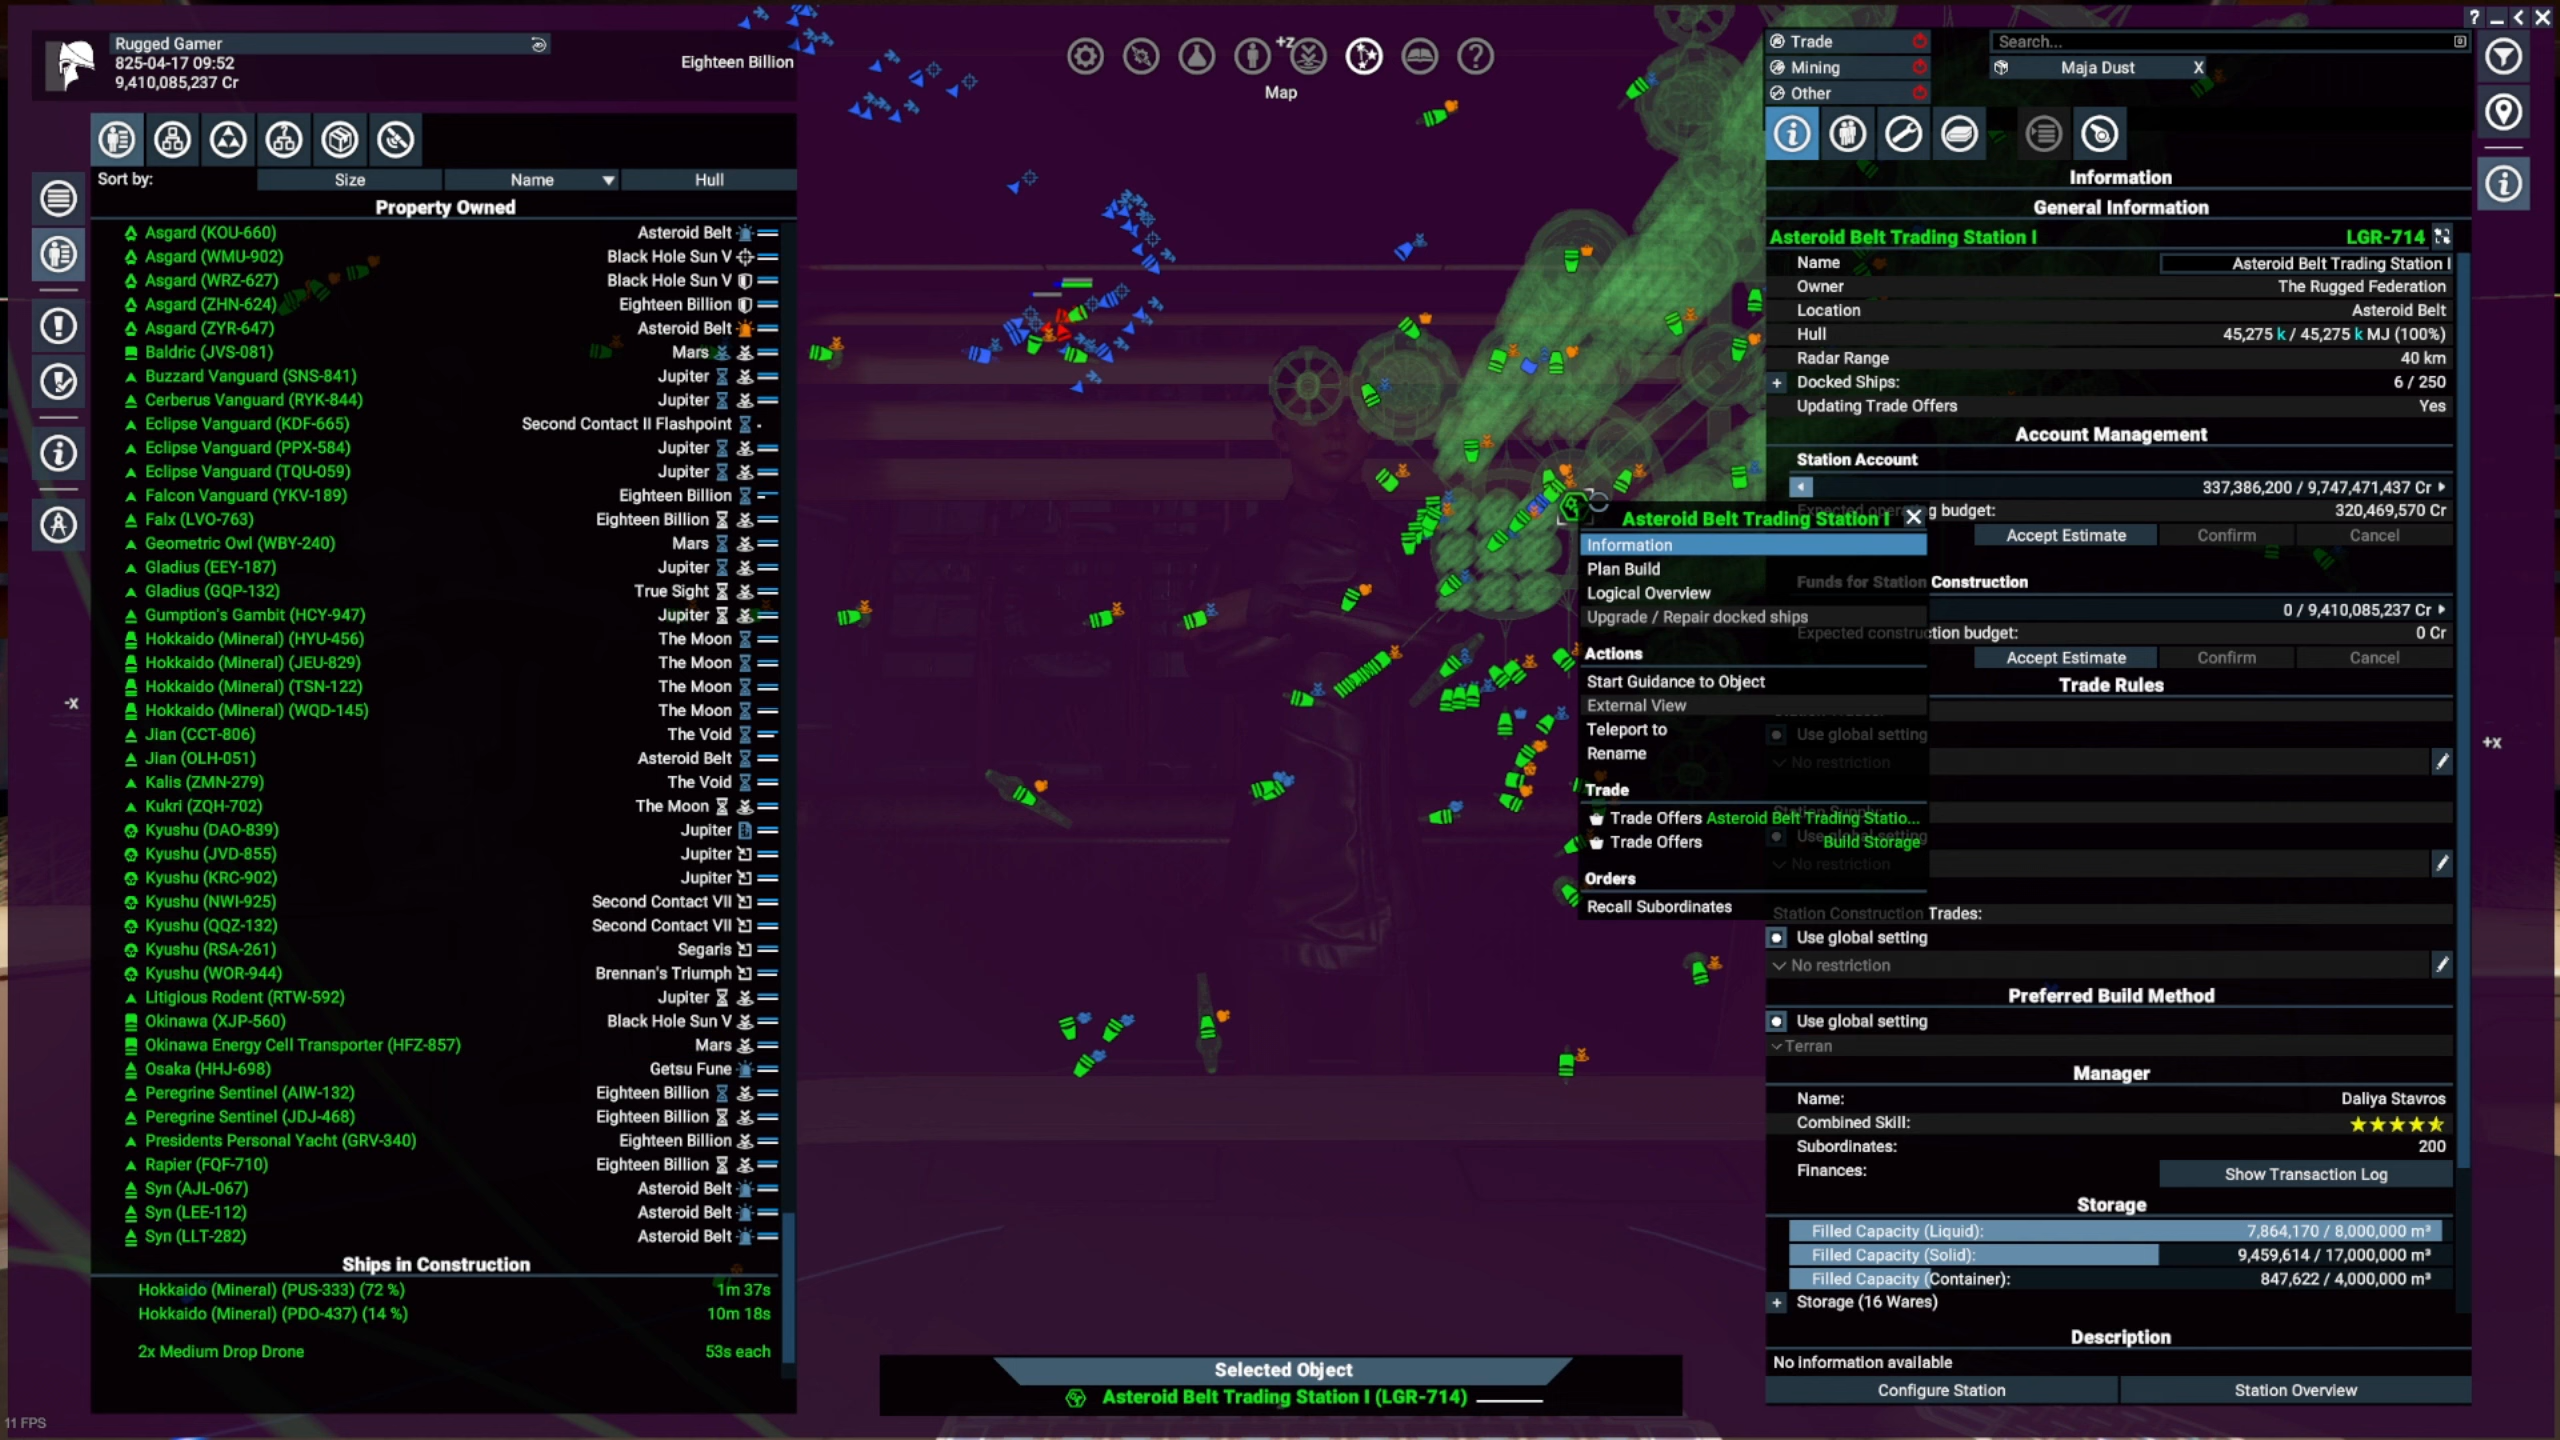 Rugged Gamer
825-04-17 09:52
9,410,085,237 Cr
Eighteen Billion
+Z
Map
Sort by:
Size
Name
Hull
Property Owned
Asgard (KOU-660) Asteroid Belt
Asgard (WMU-902) Black Hole Sun V
Asgard (WRZ-627) Black Hole Sun V
Asgard (ZHN-624) Eighteen Billion
Asgard (ZYR-647) Asteroid Belt
Baldric (JVS-081) Mars
Buzzard Vanguard (SNS-841) Jupiter
Cerberus Vanguard (RYK-844) Jupiter
Eclipse Vanguard (KDF-665) Second Contact II Flashpoint
Eclipse Vanguard (PPX-584) Jupiter
Eclipse Vanguard (TQU-059) Jupiter
Falcon Vanguard (YKV-189) Eighteen Billion
Falx (LVO-763) Eighteen Billion
Geometric Owl (WBY-240) Mars
Gladius (EEY-187) Jupiter
Gladius (GQP-132) True Sight
Gumption's Gambit (HCY-947) Jupiter
Hokkaido (Mineral) (HYU-456) The Moon
Hokkaido (Mineral) (JEU-829) The Moon
Hokkaido (Mineral) (TSN-122) The Moon
Hokkaido (Mineral) (WQD-145) The Moon
Jian (CCT-806) The Void
Jian (OLH-051) Asteroid Belt
Kalis (ZMN-279) The Void
Kukri (ZQH-702) The Moon
Kyushu (DAO-839) Jupiter
Kyushu (JVD-855) Jupiter
Kyushu (KRC-902) Jupiter
Kyushu (NWI-925) Second Contact VII
Kyushu (QQZ-132) Second Contact VII
Kyushu (RSA-261) Segaris
Kyushu (WOR-944) Brennan's Triumph
Litigious Rodent (RTW-592) Jupiter
Okinawa (XJP-560) Black Hole Sun V
Okinawa Energy Cell Transporter (HFZ-857) Mars
Osaka (HHJ-698) Getsu Fune
Peregrine Sentinel (AIW-132) Eighteen Billion
Peregrine Sentinel (JDJ-468) Eighteen Billion
Presidents Personal Yacht (GRV-340) Eighteen Billion
Rapier (FQF-710) Eighteen Billion
Syn (AJL-067) Asteroid Belt
Syn (LEE-112) Asteroid Belt
Syn (LLT-282) Asteroid Belt
Ships in Construction
Hokkaido (Mineral) (PUS-333) (72 %) 1m 37s
Hokkaido (Mineral) (PDO-437) (14 %) 10m 18s
2x Medium Drop Drone 53s each
11 FPS
-X
+X
Asteroid Belt Trading Station I
Information
Plan Build
Logical Overview
Upgrade / Repair docked ships
Actions
Start Guidance to Object
External View
Teleport to
Rename
Trade
Trade Offers Asteroid Belt Trading Statio...
Trade Offers Build Storage
Orders
Recall Subordinates
Selected Object
Asteroid Belt Trading Station I (LGR-714)
Trade
Mining
Other
Search...
Maja Dust X
Information
General Information
Asteroid Belt Trading Station I LGR-714
Name Asteroid Belt Trading Station I
Owner The Rugged Federation
Location Asteroid Belt
Hull 45,275 k / 45,275 k MJ (100%)
Radar Range 40 km
Docked Ships: 6 / 250
Updating Trade Offers Yes
Account Management
Station Account
337,386,200 / 9,747,471,437 Cr
Expected operating budget: 320,469,570 Cr
Accept Estimate Confirm Cancel
Funds for Station Construction
0 / 9,410,085,237 Cr
Expected construction budget: 0 Cr
Accept Estimate Confirm Cancel
Trade Rules
Use global setting
No restriction
Station Supply:
Use global setting
No restriction
Station Construction Trades:
Use global setting
No restriction
Preferred Build Method
Use global setting
Terran
Manager
Name: Daliya Stavros
Combined Skill:
Subordinates: 200
Finances: Show Transaction Log
Storage
Filled Capacity (Liquid): 7,864,170 / 8,000,000 m³
Filled Capacity (Solid): 9,459,614 / 17,000,000 m³
Filled Capacity (Container): 847,622 / 4,000,000 m³
Storage (16 Wares)
Description
No information available
Configure Station Station Overview